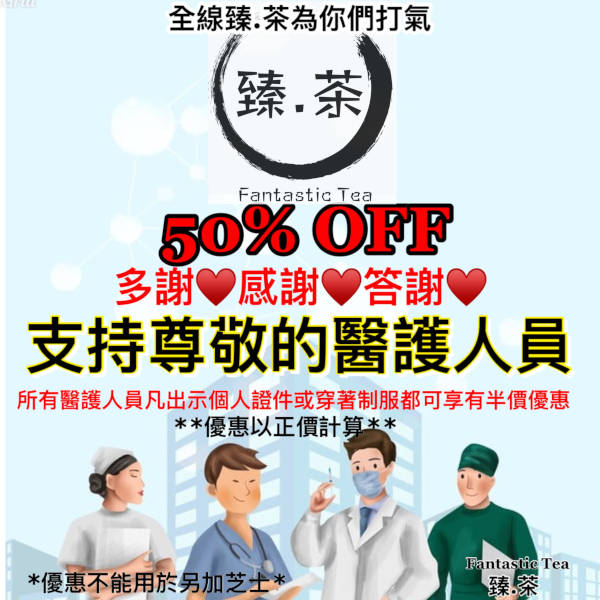 全線臻.茶為你們打氣
臻.茶
Fantastic Tea
50% OFF
多謝♥感謝♥答謝♥
支持尊敬的醫護人員
所有醫護人員凡出示個人證件或穿著制服都可享有半價優惠
**優惠以正價計算**
*優惠不能用於另加芝士*
Fantastic Tea
臻.茶